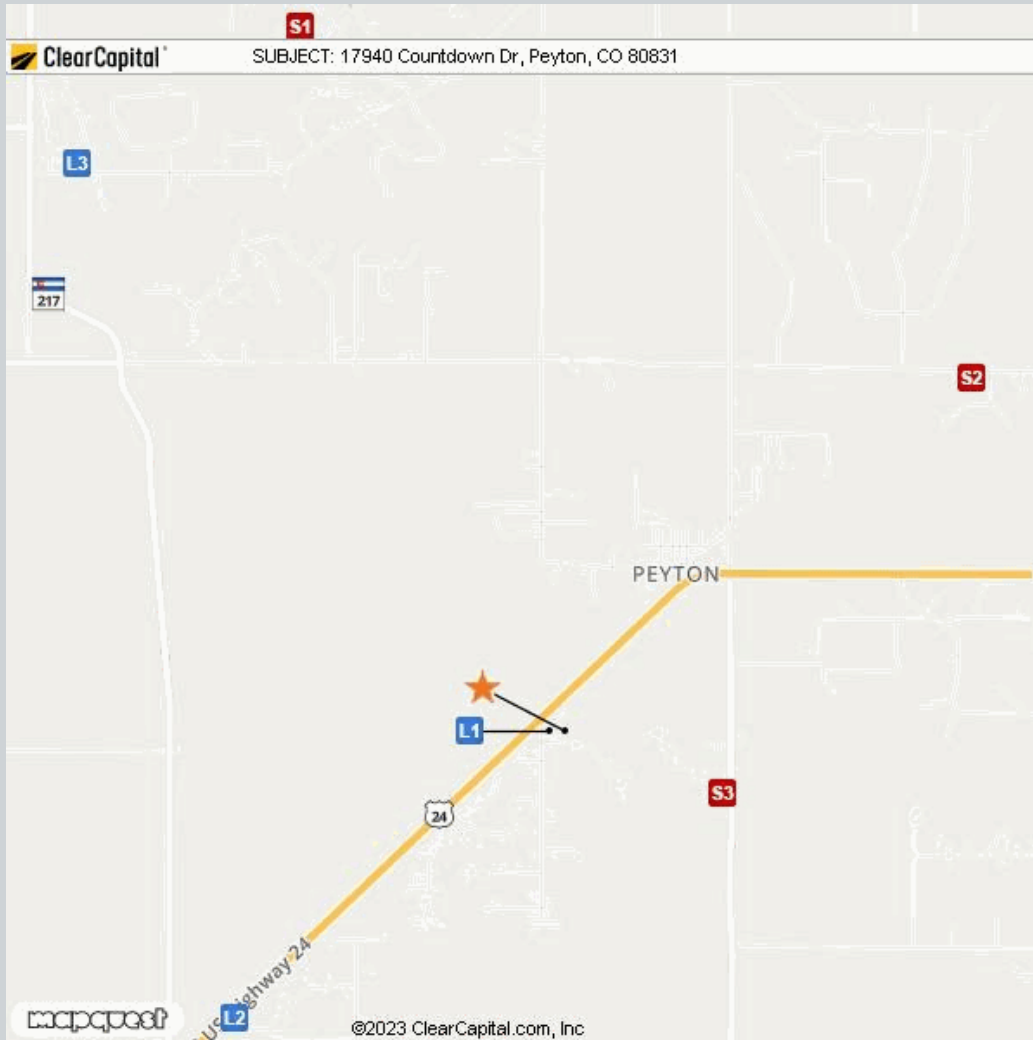 S1
ClearCapital
SUBJECT: 17940 Countdown Dr, Peyton, CO 80831
L3
217
S2
PEYTON
L1
S3
24
US Highway 24
L2
mapquest
©2023 ClearCapital.com, Inc